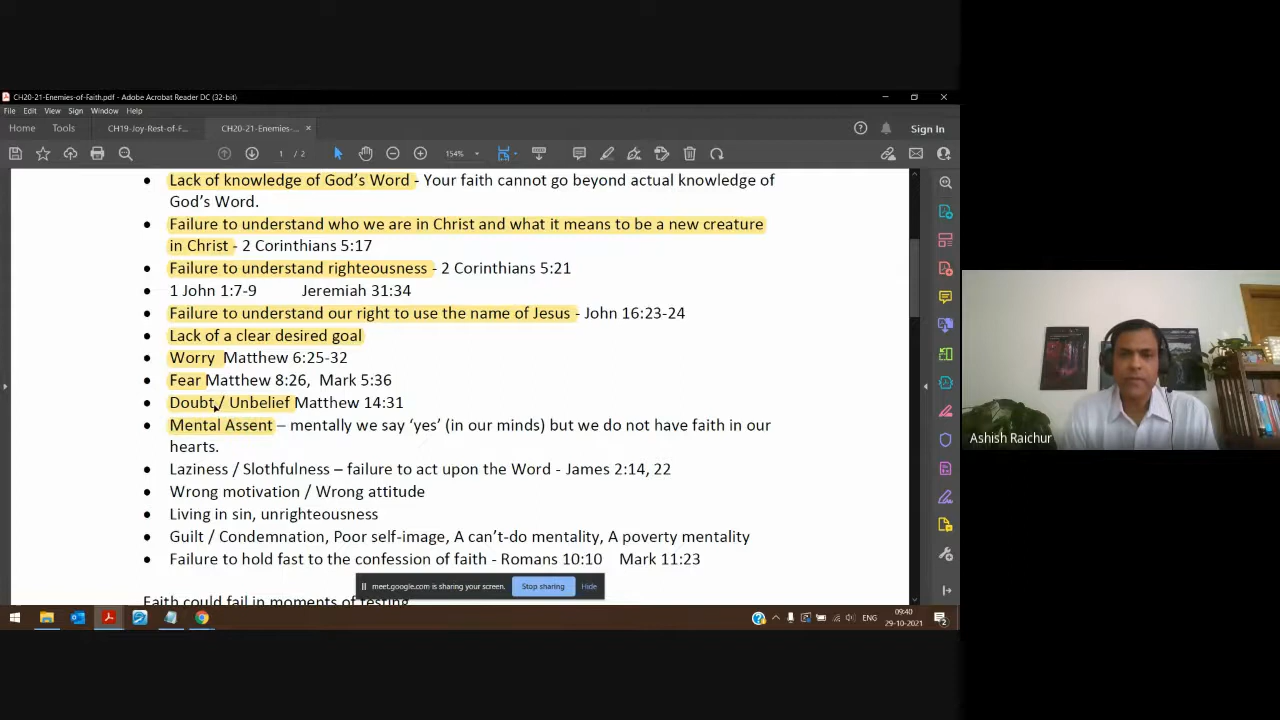 CH20-21-Enemies-of-Faith.pdf - Adobe Acrobat Reader DC (32-bit)
File Edit View Sign Window Help
Home Tools CH19-Joy-Rest-of-F... CH20-21-Enemies-... × Sign In
1 / 2 154%
• Lack of knowledge of God’s Word - Your faith cannot go beyond actual knowledge of
God’s Word.
• Failure to understand who we are in Christ and what it means to be a new creature
in Christ - 2 Corinthians 5:17
• Failure to understand righteousness - 2 Corinthians 5:21
• 1 John 1:7-9 Jeremiah 31:34
• Failure to understand our right to use the name of Jesus - John 16:23-24
• Lack of a clear desired goal
• Worry Matthew 6:25-32
• Fear Matthew 8:26, Mark 5:36
• Doubt / Unbelief Matthew 14:31
• Mental Assent – mentally we say ‘yes’ (in our minds) but we do not have faith in our
hearts.
• Laziness / Slothfulness – failure to act upon the Word - James 2:14, 22
• Wrong motivation / Wrong attitude
• Living in sin, unrighteousness
• Guilt / Condemnation, Poor self-image, A can’t-do mentality, A poverty mentality
• Failure to hold fast to the confession of faith - Romans 10:10 Mark 11:23
meet.google.com is sharing your screen. Stop sharing Hide
Faith could fail in moments of testing
ENG 09:40
29-10-2021
2
Ashish Raichur